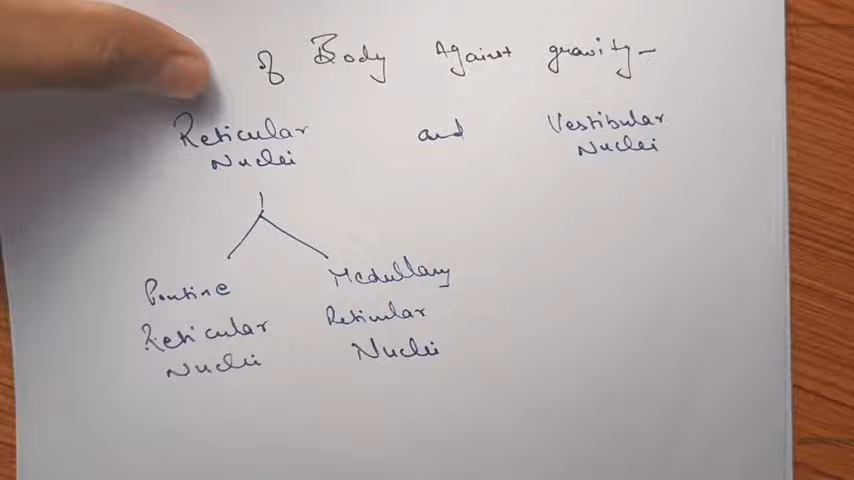 of Body Against gravity-
Reticular and Vestibular
Nuclei Nuclei
Pontine Medullary
Reticular Reticular
Nuclei Nuclei